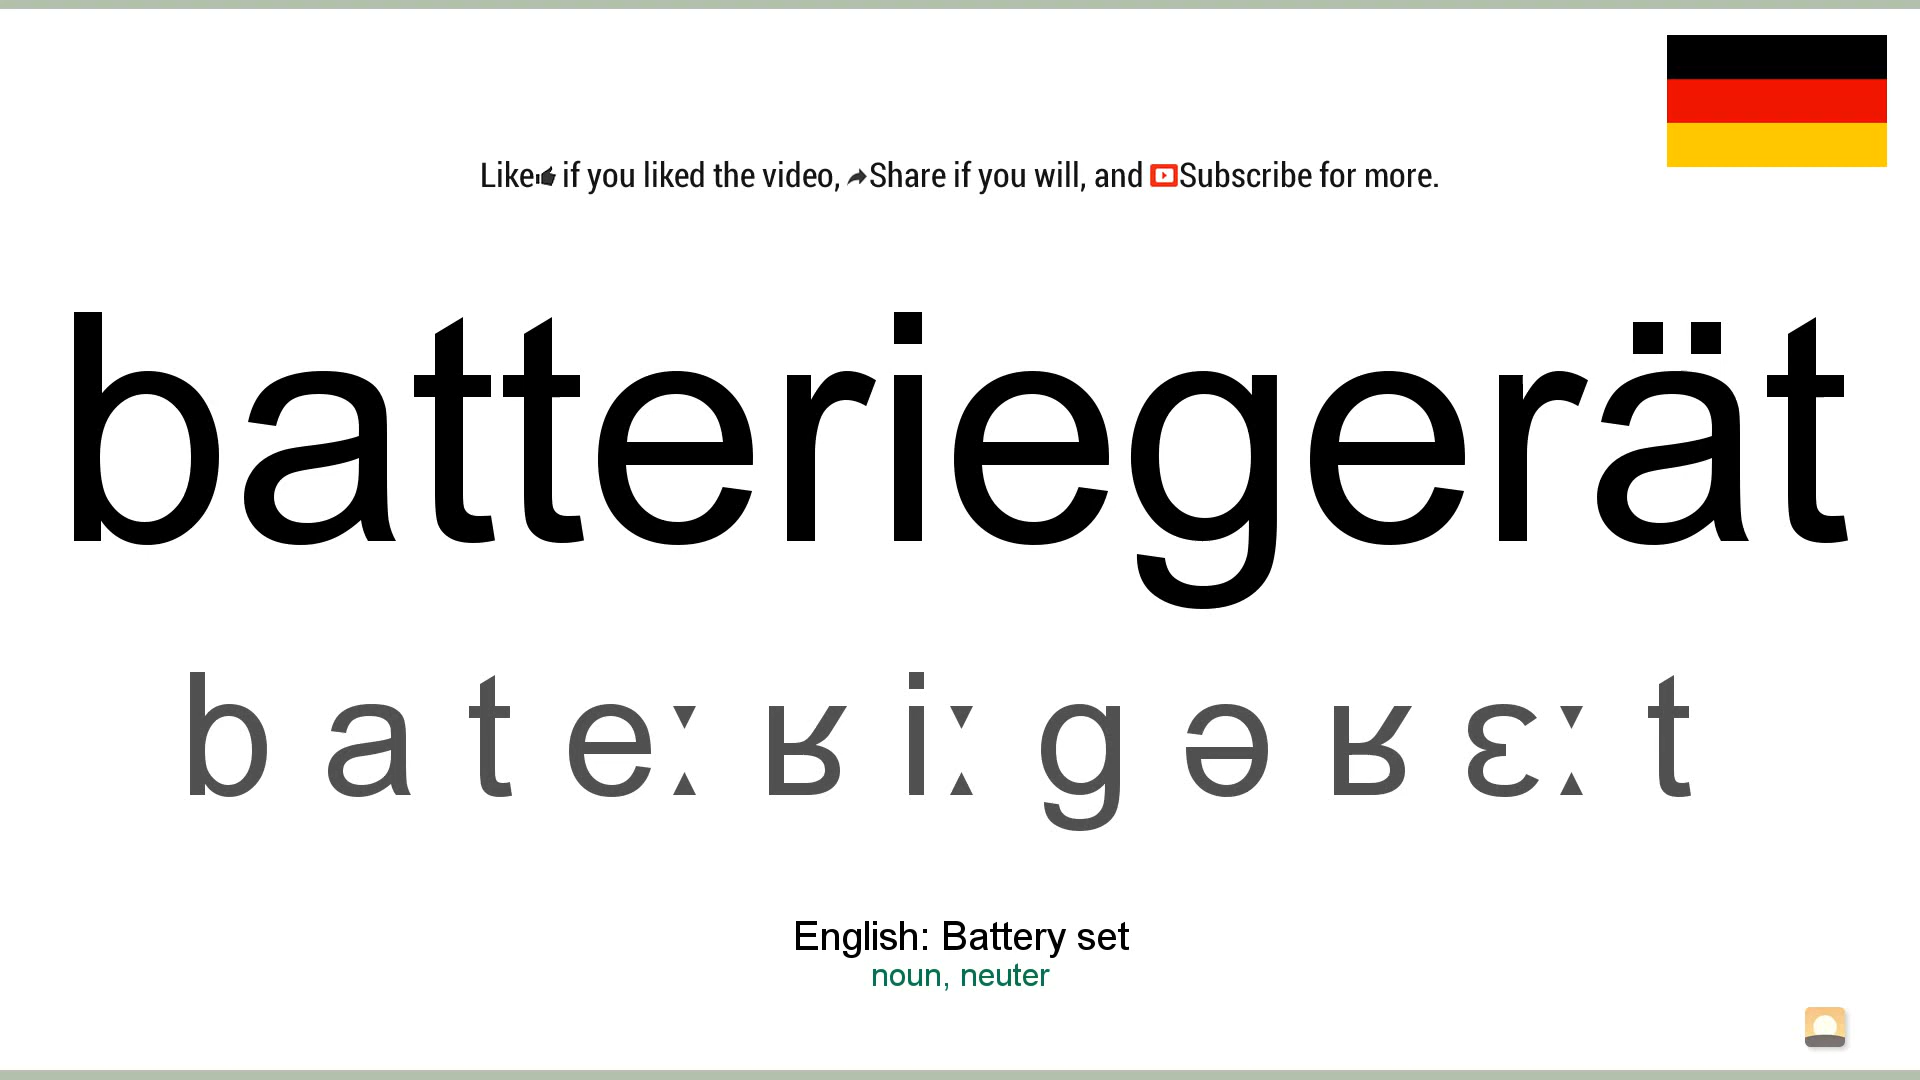 Like if you liked the video, Share if you will, and Subscribe for more.
batteriegerät
b a t eː ʁ iː g ə ʁ ɛː t
English: Battery set
noun, neuter